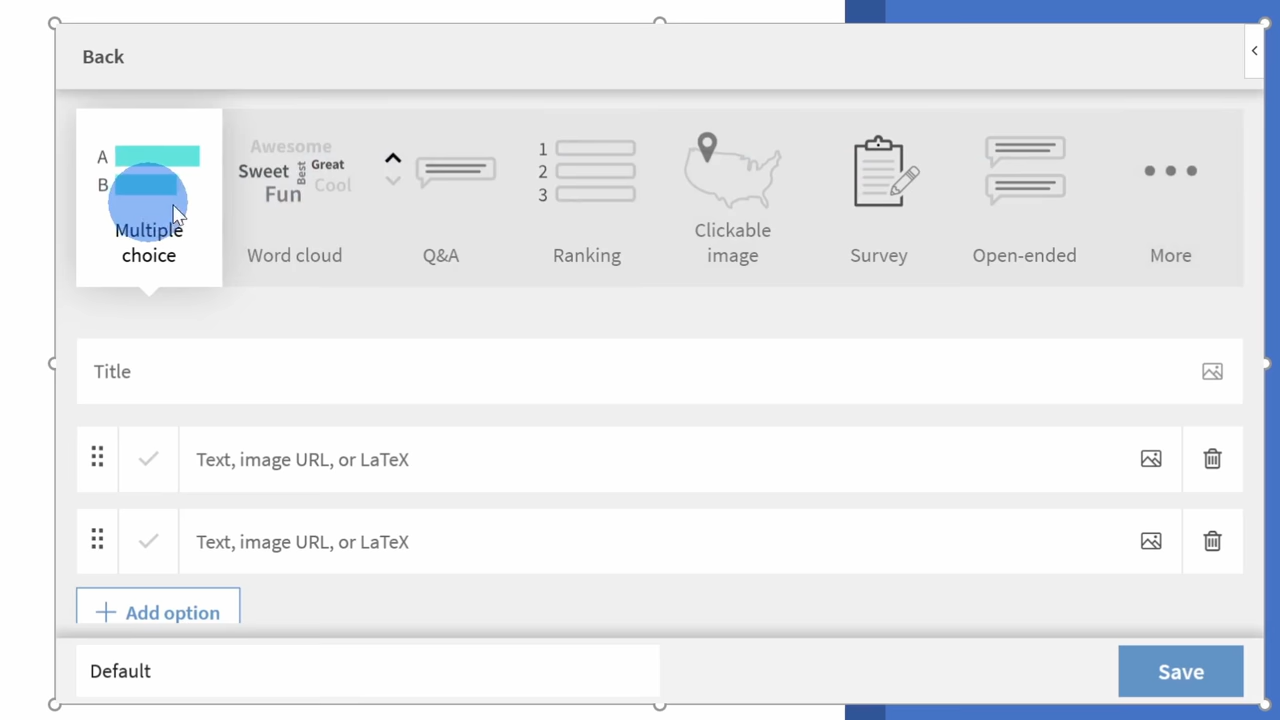 Back
A
B
Multiple
choice
Awesome
Sweet Best Great
Fun Cool
Word cloud
Q&A
1
2
3
Ranking
Clickable
image
Survey
Open-ended
More
Title
Text, image URL, or LaTeX
Text, image URL, or LaTeX
Add option
Default
Save